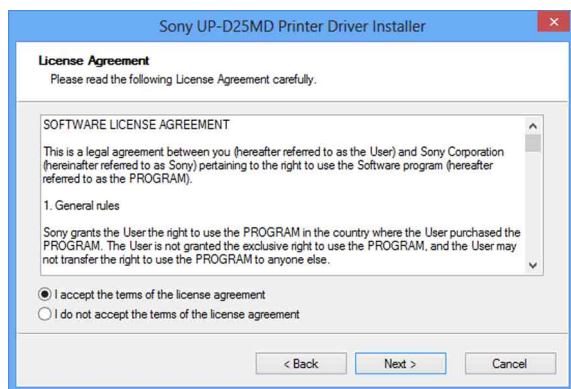 Sony UP-D25MD Printer Driver Installer
License Agreement
Please read the following License Agreement carefully.
SOFTWARE LICENSE AGREEMENT
This is a legal agreement between you (hereafter referred to as the User) and Sony Corporation
(hereinafter referred to as Sony) pertaining to the right to use the Software program (hereafter
referred to as the PROGRAM).
1. General rules
Sony grants the User the right to use the PROGRAM in the country where the User purchased the
PROGRAM. The User is not granted the exclusive right to use the PROGRAM, and the User may
not transfer the right to use the PROGRAM to anyone else.
I accept the terms of the license agreement
I do not accept the terms of the license agreement
< Back
Next >
Cancel